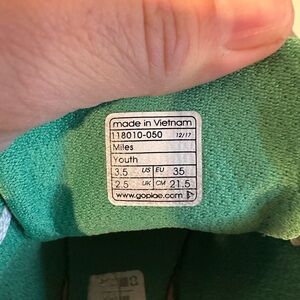 made in Vietnam
118010-050 12/17
Miles
Youth
3.5 US EU 35
2.5 UK CM 21.5
www.goplae.com